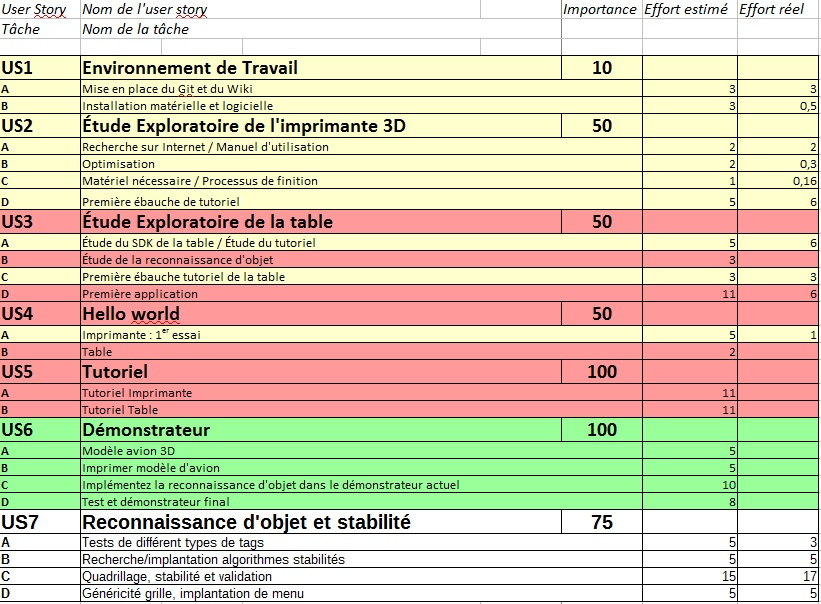 User Story Nom de l'user story Importance Effort estimé Effort réel
Tâche Nom de la tâche
US1 Environnement de Travail 10
A Mise en place du Git et du Wiki 3 3
B Installation matérielle et logicielle 3 0,5
US2 Étude Exploratoire de l'imprimante 3D 50
A Recherche sur Internet / Manuel d'utilisation 2 2
B Optimisation 2 0,3
C Matériel nécessaire / Processus de finition 1 0,16
D Première ébauche de tutoriel 5 6
US3 Étude Exploratoire de la table 50
A Étude du SDK de la table / Étude du tutoriel 5 6
B Étude de la reconnaissance d'objet 3
C Première ébauche tutoriel de la table 3 3
D Première application 11 6
US4 Hello world 50
A Imprimante : 1er essai 5 1
B Table 2
US5 Tutoriel 100
A Tutoriel Imprimante 11
B Tutoriel Table 11
US6 Démonstrateur 100
A Modèle avion 3D 5
B Imprimer modèle d'avion 5
C Implémentez la reconnaissance d'objet dans le démonstrateur actuel 10
D Test et démonstrateur final 8
US7 Reconnaissance d'objet et stabilité 75
A Tests de différent types de tags 5 3
B Recherche/implantation algorithmes stabilités 5 5
C Quadrillage, stabilité et validation 15 17
D Généricité grille, implantation de menu 5 5